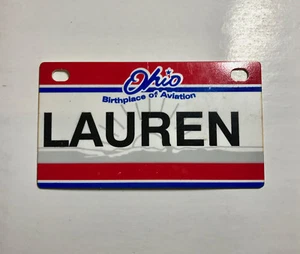 Ohio
Birthplace of Aviation
LAUREN